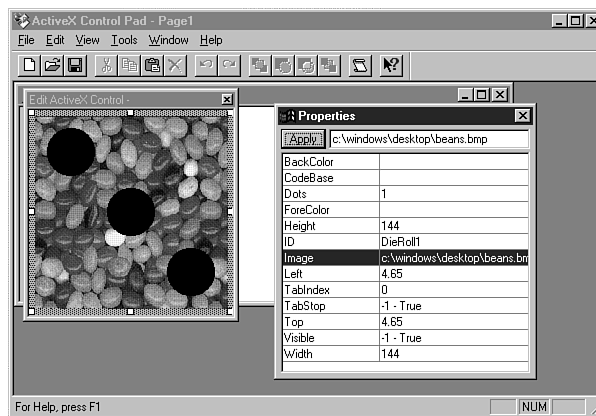 ActiveX Control Pad - Page1
File Edit View Tools Window Help
Edit ActiveX Control -
Properties
Apply c:\windows\desktop\beans.bmp
BackColor
CodeBase
Dots 1
ForeColor
Height 144
ID DieRoll1
Image c:\windows\desktop\beans.bm
Left 4.65
TabIndex 0
TabStop -1 - True
Top 4.65
Visible -1 - True
Width 144
For Help, press F1 NUM